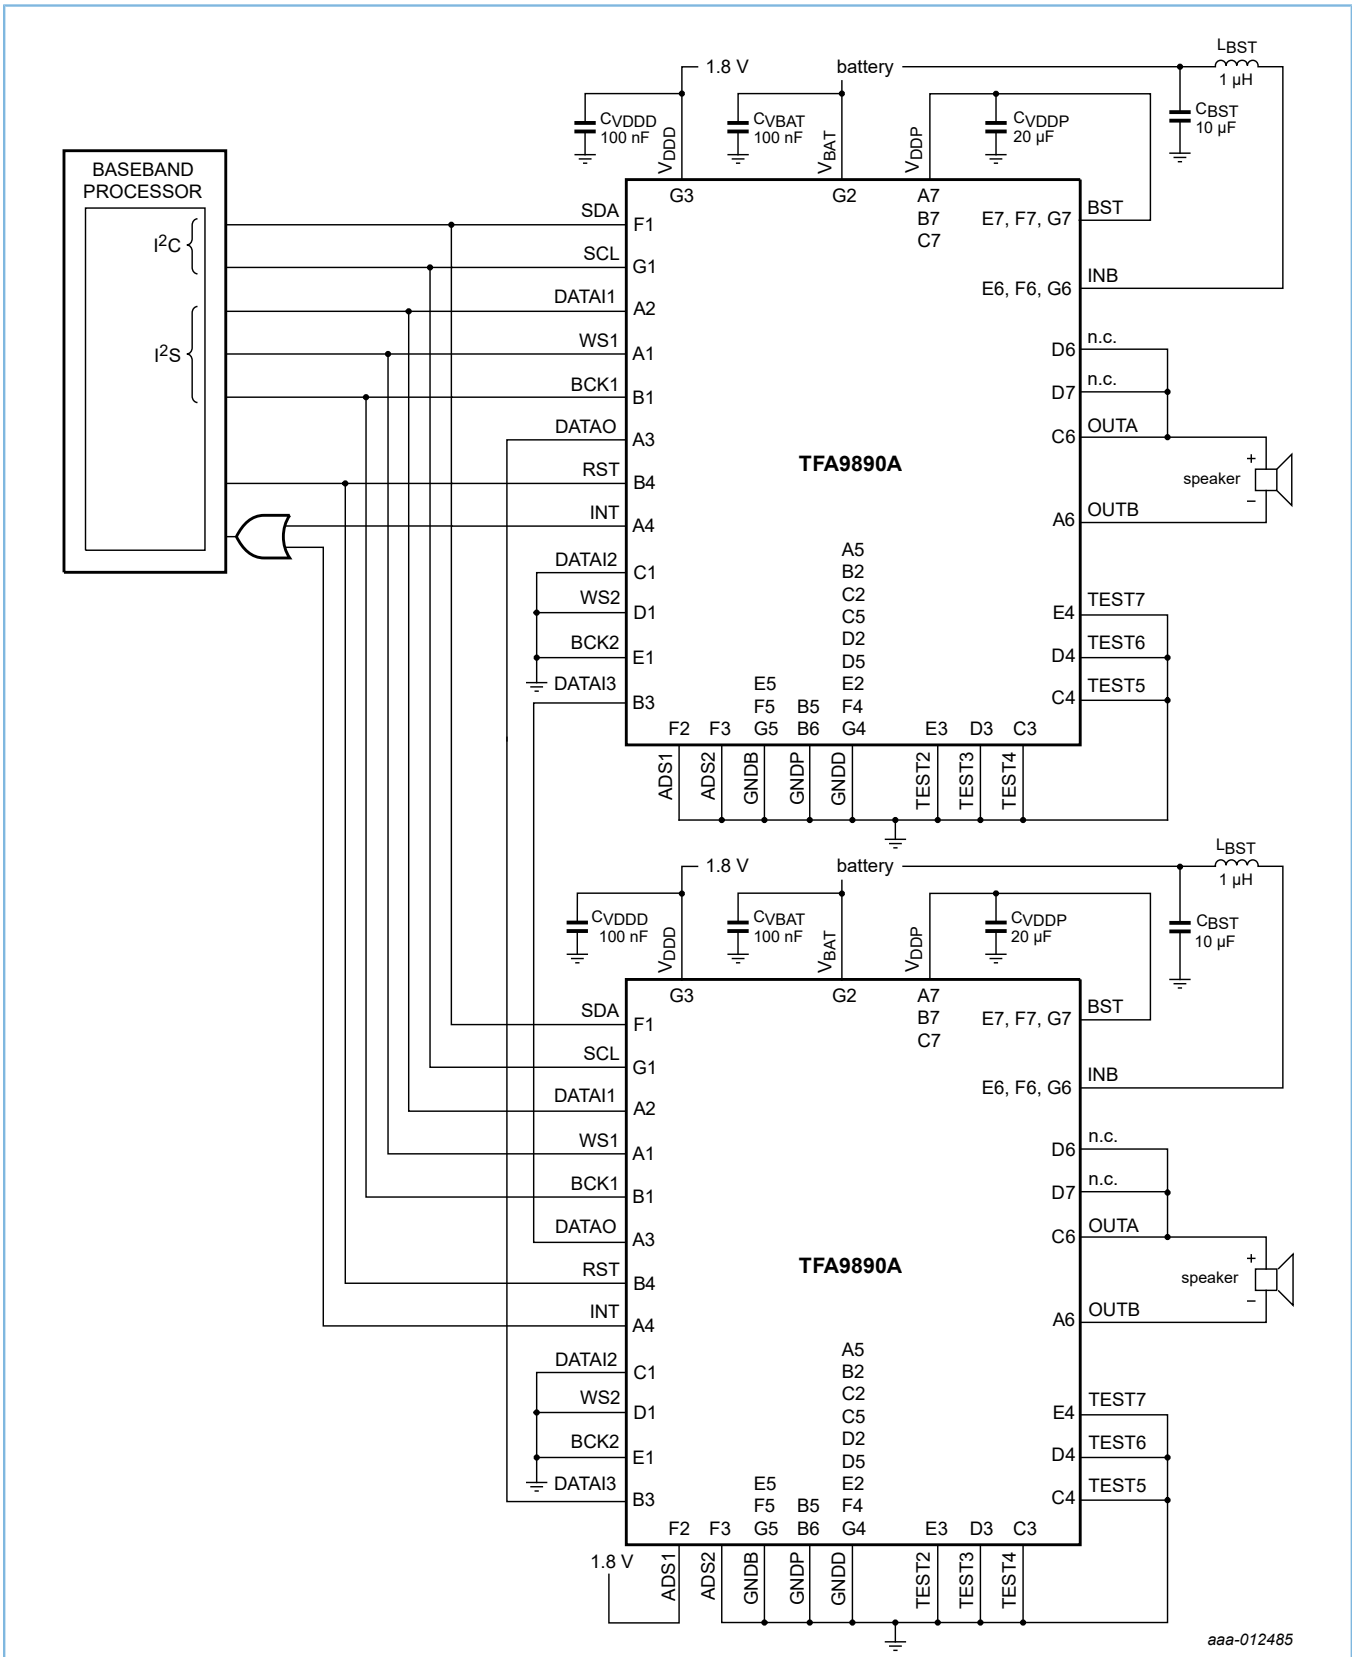 LBST
1 µH
1.8 V
battery
CVDDD
100 nF
CVBAT
100 nF
CVDDP
20 µF
CBST
10 µF
VDDD
VBAT
VDDP
BASEBAND
PROCESSOR
I2C
I2S
G3
G2
A7
B7
C7
SDA
F1
SCL
G1
DATAI1
A2
WS1
A1
BCK1
B1
DATAO
A3
RST
B4
INT
A4
DATAI2
C1
WS2
D1
BCK2
E1
DATAI3
B3
E7, F7, G7
BST
E6, F6, G6
INB
D6
n.c.
D7
n.c.
C6
OUTA
TFA9890A
speaker
+
−
A6
OUTB
A5
B2
C2
C5
D2
D5
E2
F4
G4
E5
F5
G5
B5
B6
E4
TEST7
D4
TEST6
C4
TEST5
F2
F3
E3
D3
C3
ADS1
ADS2
GNDB
GNDP
GNDD
TEST2
TEST3
TEST4
LBST
1 µH
1.8 V
battery
CVDDD
100 nF
CVBAT
100 nF
CVDDP
20 µF
CBST
10 µF
VDDD
VBAT
VDDP
G3
G2
A7
B7
C7
SDA
F1
SCL
G1
DATAI1
A2
WS1
A1
BCK1
B1
DATAO
A3
RST
B4
INT
A4
DATAI2
C1
WS2
D1
BCK2
E1
DATAI3
B3
E7, F7, G7
BST
E6, F6, G6
INB
D6
n.c.
D7
n.c.
C6
OUTA
TFA9890A
speaker
+
−
A6
OUTB
A5
B2
C2
C5
D2
D5
E2
F4
G4
E5
F5
G5
B5
B6
E4
TEST7
D4
TEST6
C4
TEST5
F2
F3
E3
D3
C3
1.8 V
ADS1
ADS2
GNDB
GNDP
GNDD
TEST2
TEST3
TEST4
aaa-012485